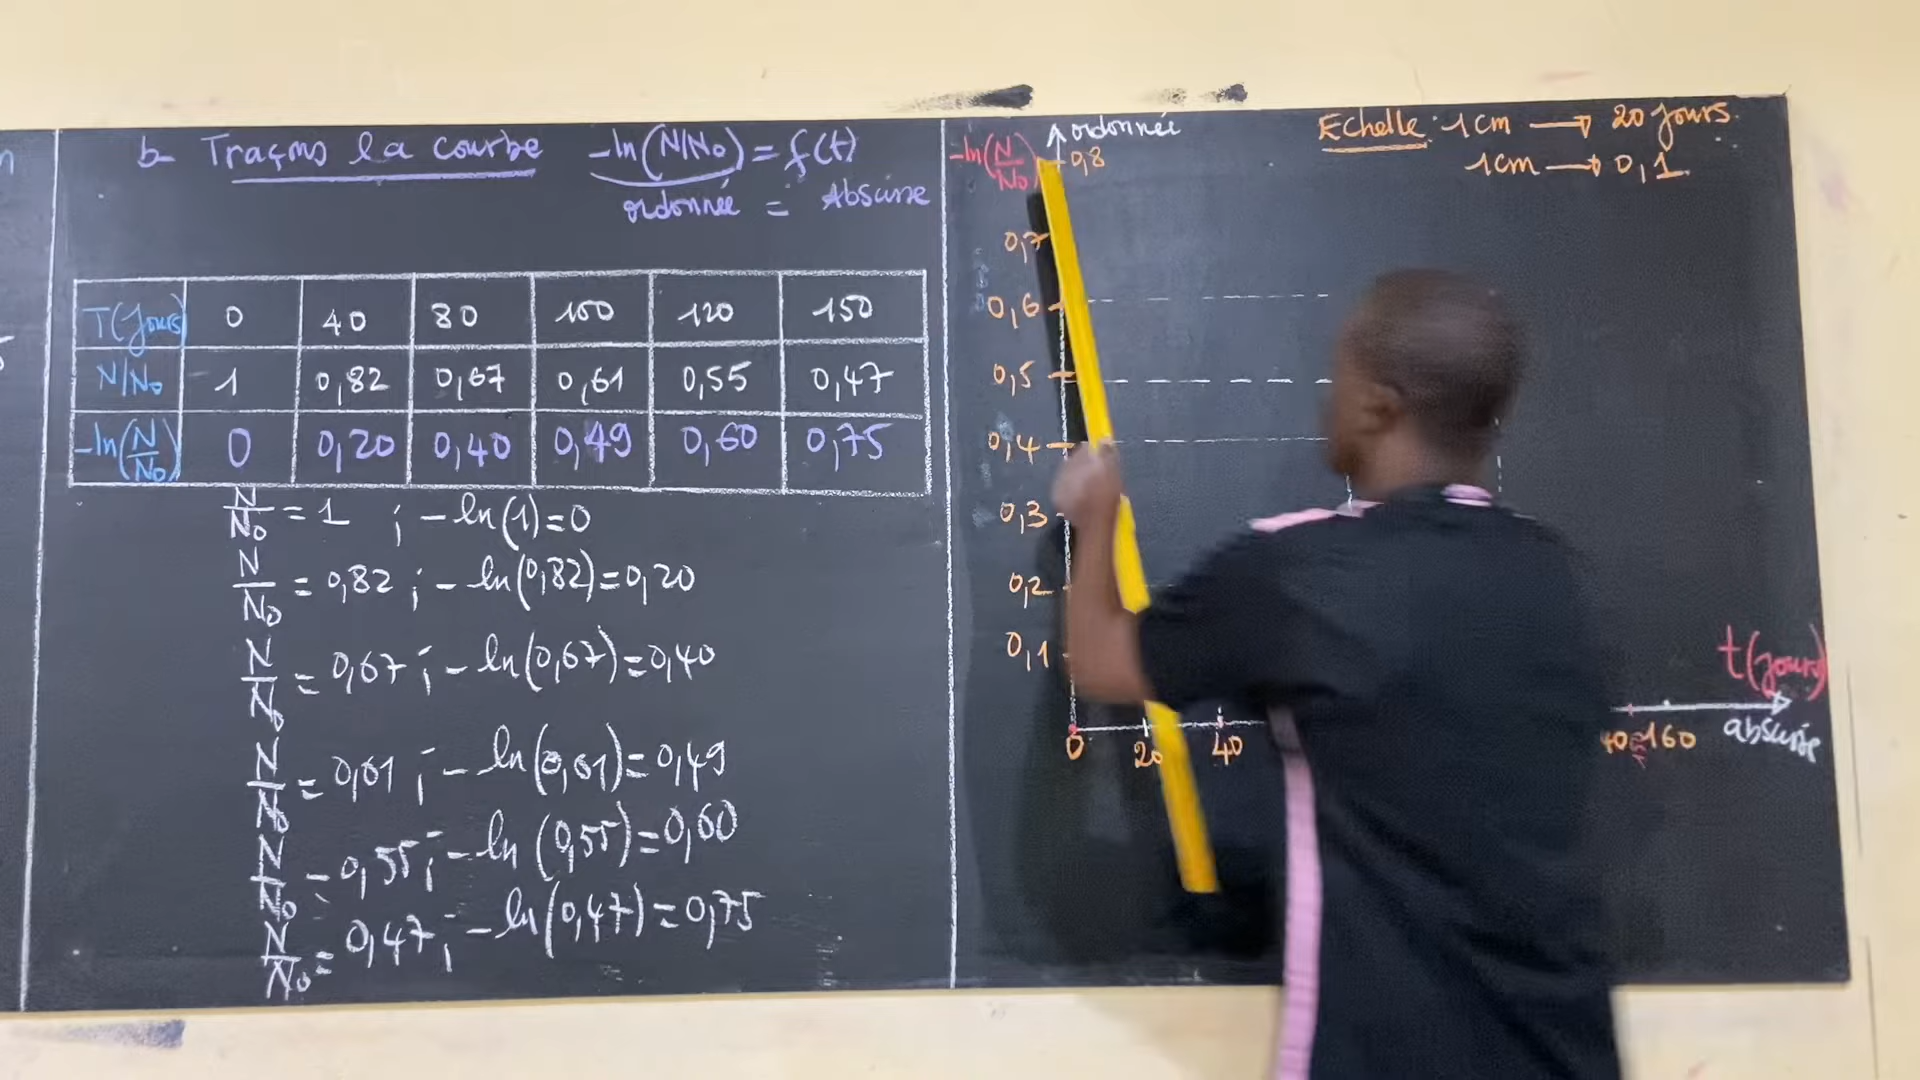 b- Traçons la courbe -ln(N/N₀) = f(t)
ordonnée = Abscisse
T(Jours) 0 40 80 100 120 150
N/N₀ 1 0,82 0,67 0,61 0,55 0,47
-ln(N/N₀) 0 0,20 0,40 0,49 0,60 0,75
N/N₀ = 1 ; -ln(1)=0
N/N₀ = 0,82 ; -ln(0,82)=0,20
N/N₀ = 0,67 ; -ln(0,67)=0,40
N/N₀ = 0,61 ; -ln(0,61)=0,49
N/N₀ = 0,55 ; -ln(0,55)=0,60
N/N₀ = 0,47 ; -ln(0,47)=0,75
Echelle : 1cm → 20 jours.
1cm → 0,1
ordonnée
-ln(N/N₀)
0,8
0,7
0,6
0,5
0,4
0,3
0,2
0,1
0 20 40 40 150 160
t(jours)
abscisse